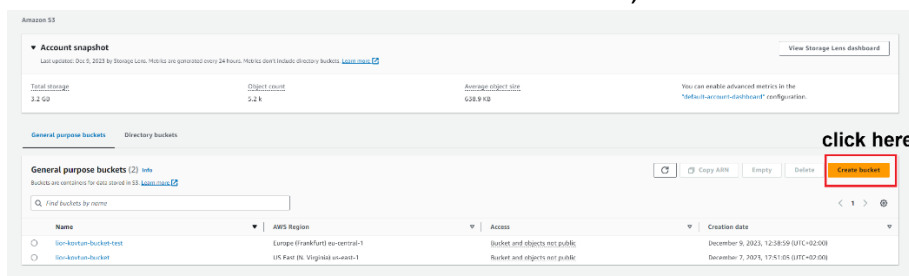 Amazon S3
Account snapshot
View Storage Lens dashboard
Last updated: Dec 9, 2023 by Storage Lens. Metrics are generated every 24 hours. Metrics don't include directory buckets. Learn more
Total storage
Object count
Average object size
You can enable advanced metrics in the
3.2 GB
5.2 k
638.9 KB
"default-account-dashboard" configuration.
General purpose buckets Directory buckets
click here
General purpose buckets (2) Info
Copy ARN Empty Delete Create bucket
Buckets are containers for data stored in S3. Learn more
Find buckets by name
1
Name AWS Region Access Creation date
lior-kovtun-bucket-test Europe (Frankfurt) eu-central-1 Bucket and objects not public December 9, 2023, 12:58:59 (UTC+02:00)
lior-kovtun-bucket US East (N. Virginia) us-east-1 Bucket and objects not public December 7, 2023, 17:51:05 (UTC+02:00)